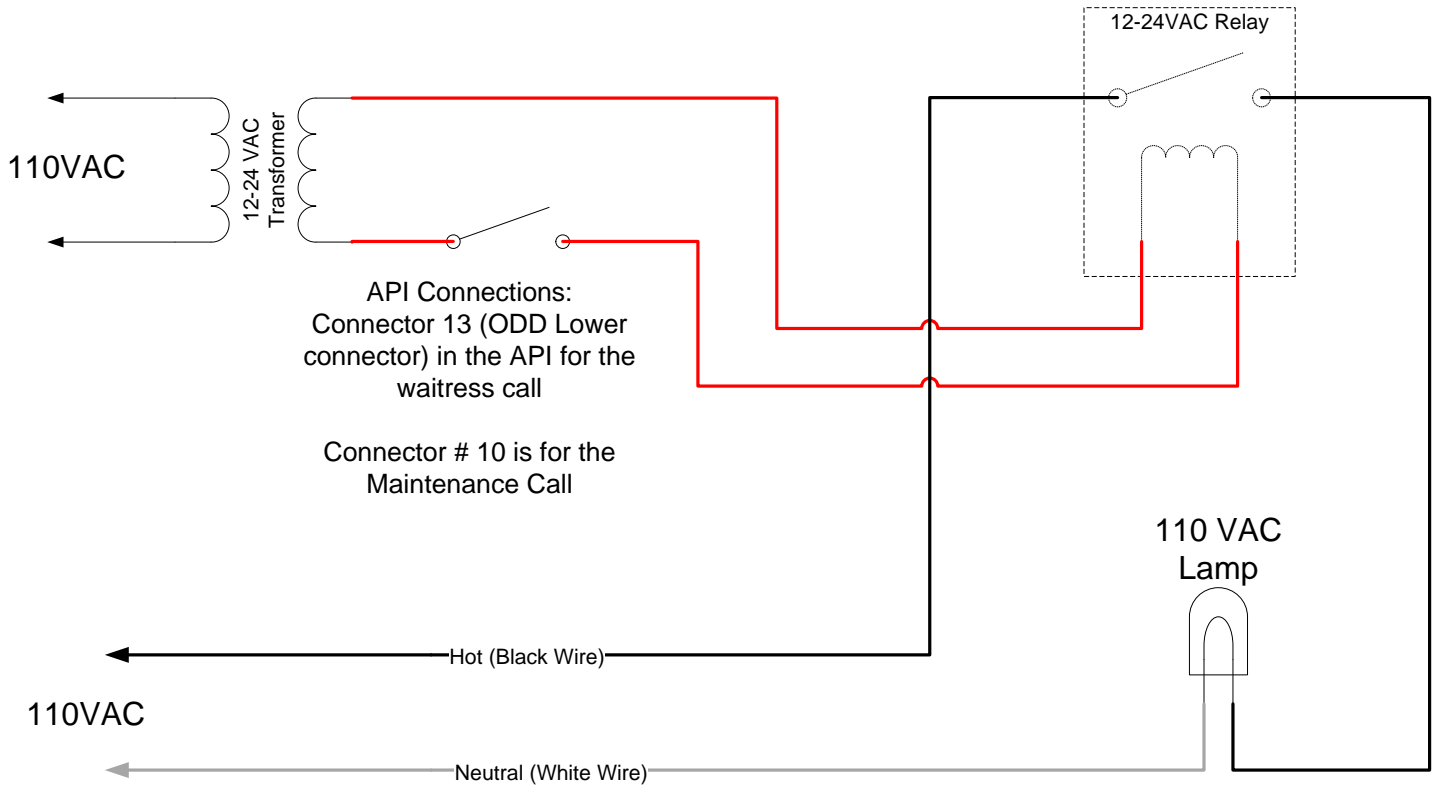 12-24VAC Relay
110VAC
12-24 VAC
Transformer
API Connections:
Connector 13 (ODD Lower
connector) in the API for the
waitress call
Connector # 10 is for the
Maintenance Call
110 VAC
Lamp
Hot (Black Wire)
110VAC
Neutral (White Wire)